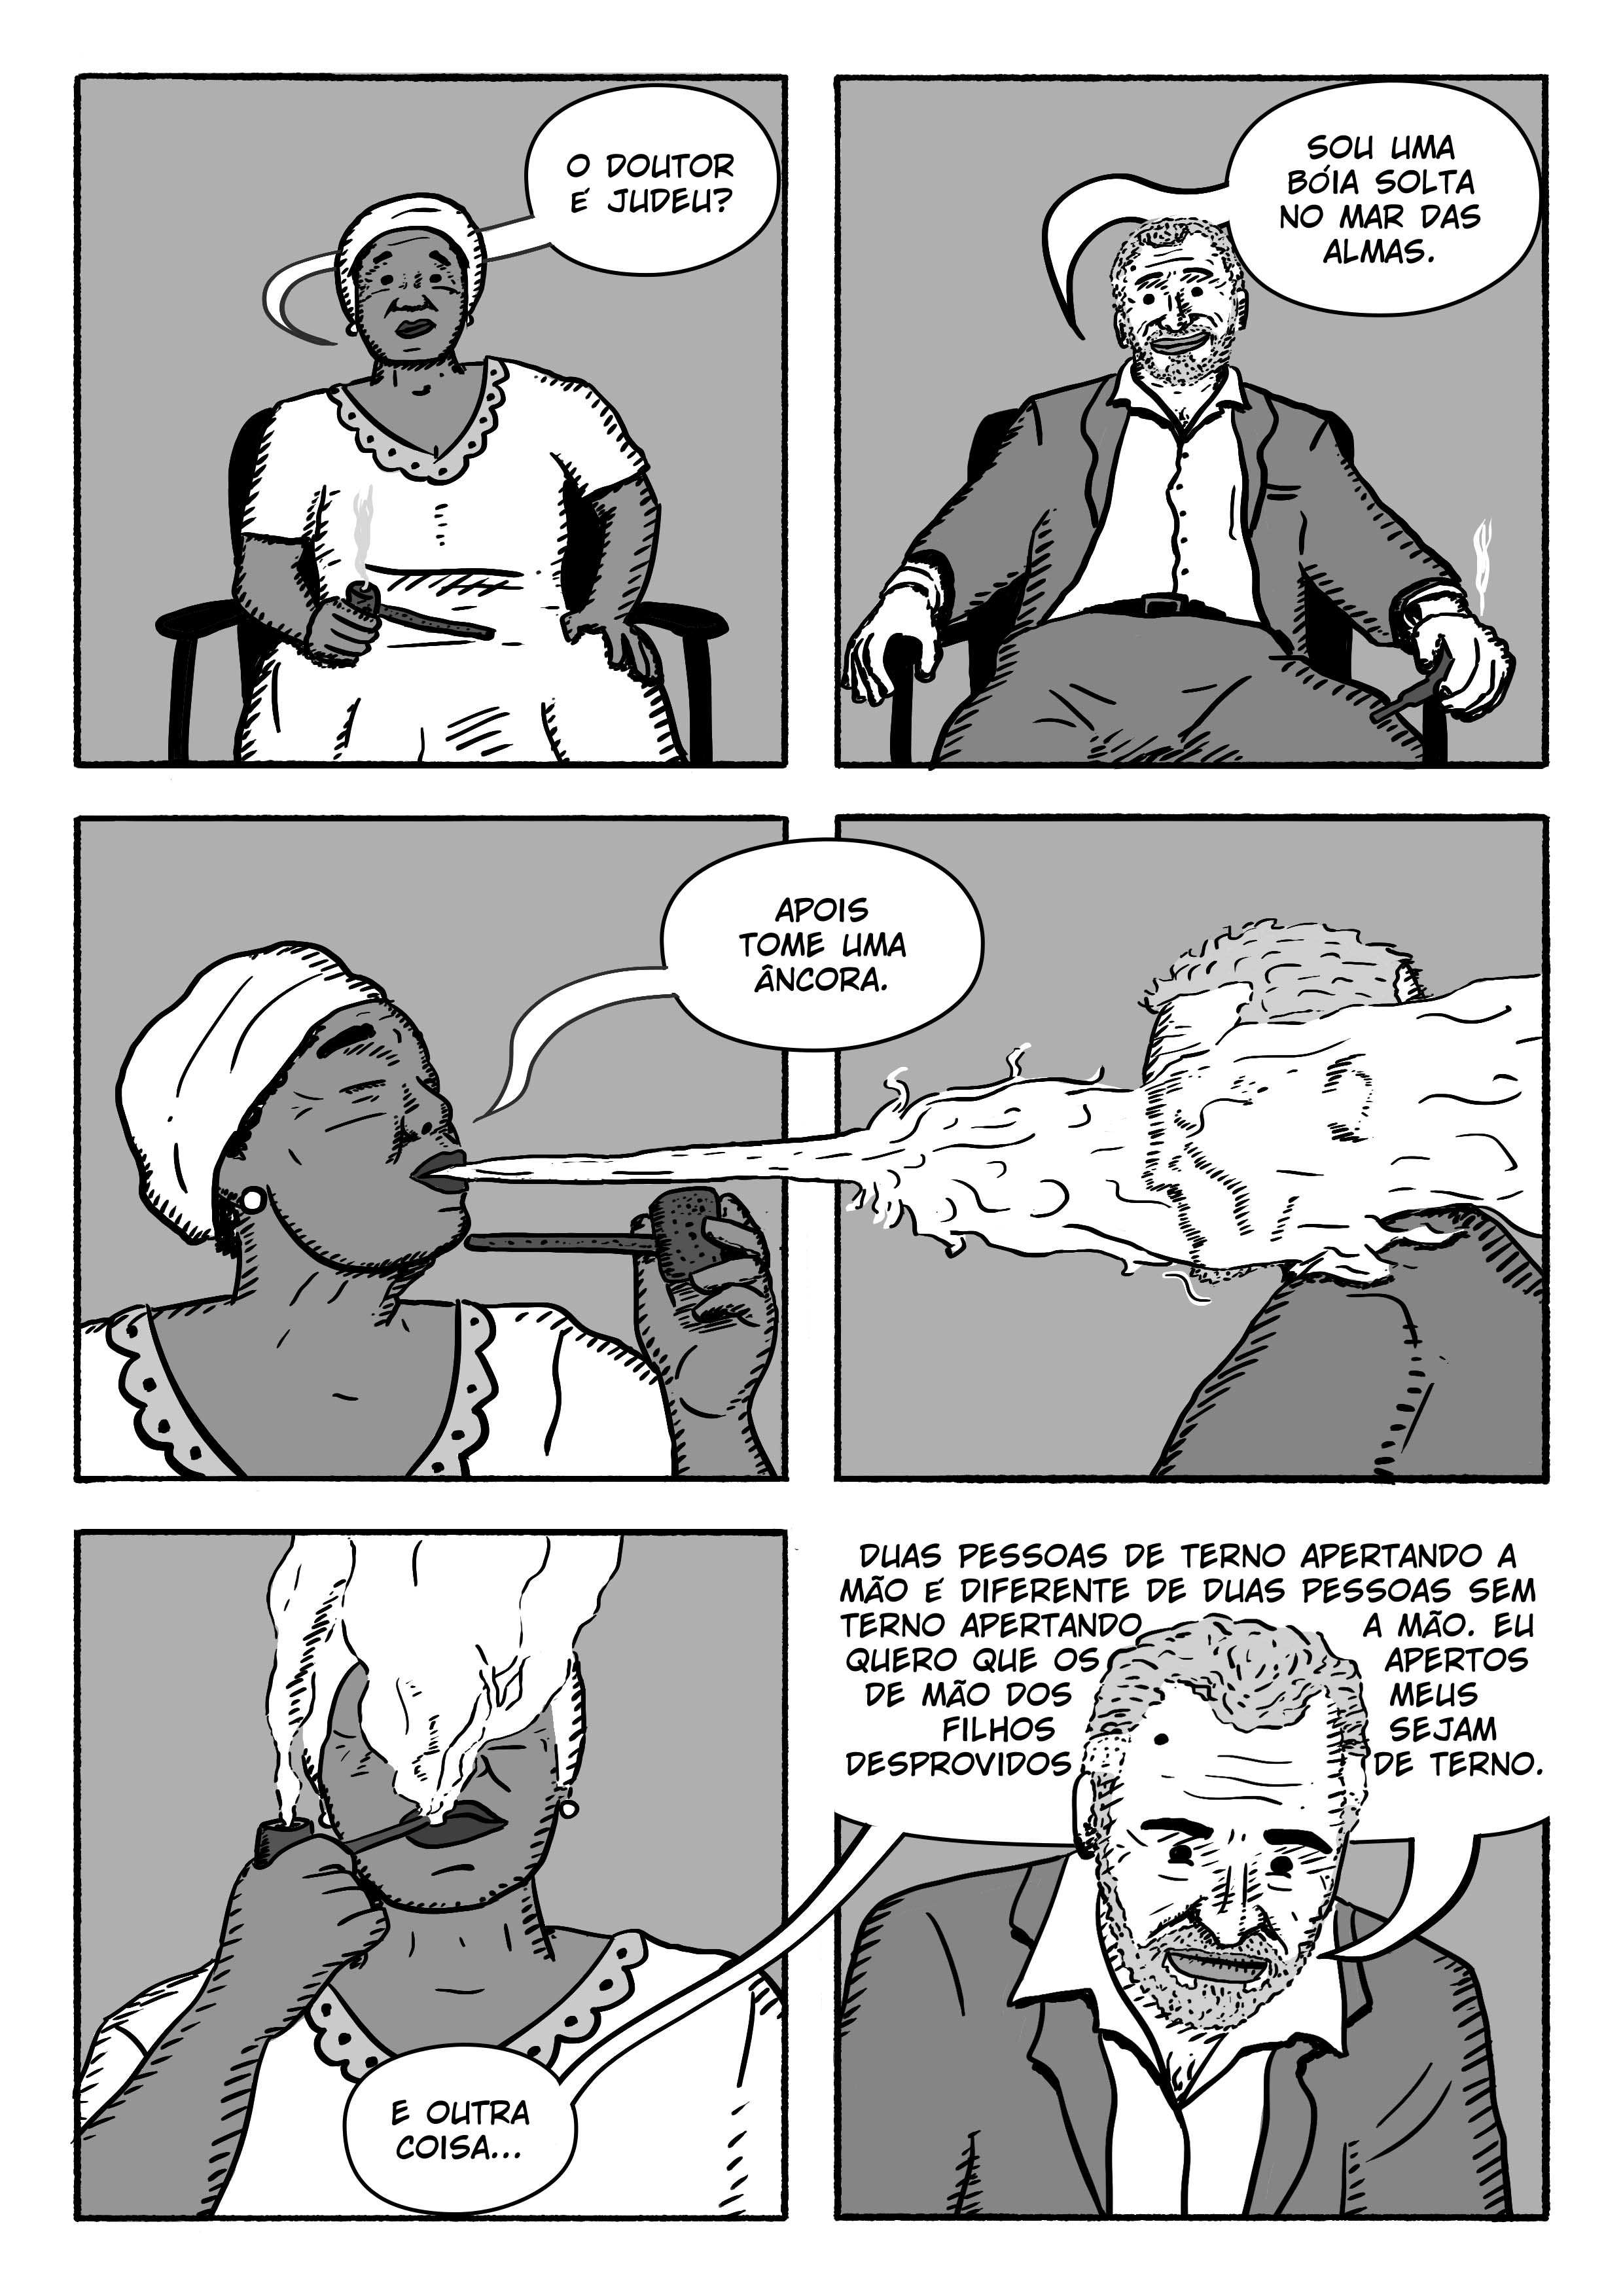 O DOUTOR
É JUDEU?
SOU UMA
BÓIA SOLTA
NO MAR DAS
ALMAS.
APOIS
TOME UMA
ÂNCORA.
E OUTRA
COISA...
DUAS PESSOAS DE TERNO APERTANDO A
MÃO É DIFERENTE DE DUAS PESSOAS SEM
TERNO APERTANDO A MÃO. EU
QUERO QUE OS APERTOS
DE MÃO DOS MEUS
FILHOS SEJAM
DESPROVIDOS DE TERNO.